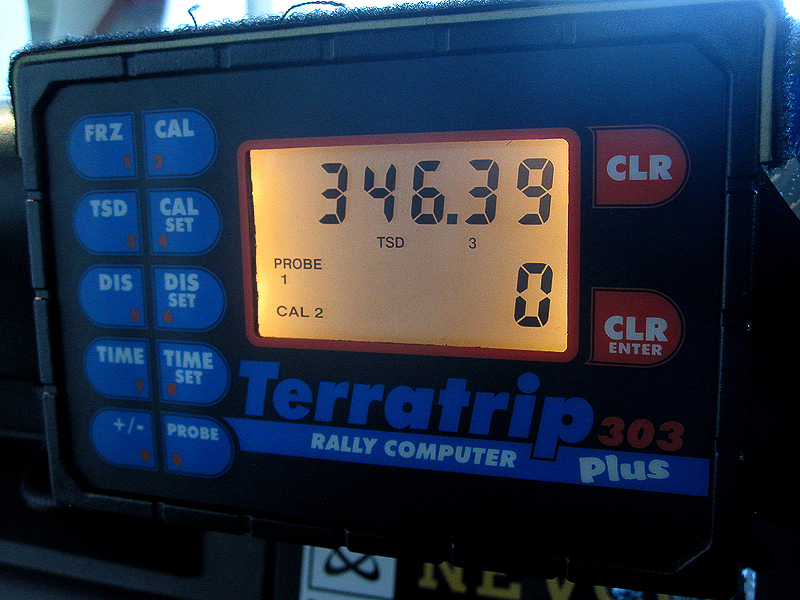 FRZ 1
CAL 2
TSD 3
CAL SET 4
DIS 5
DIS SET 6
TIME 7
TIME SET 8
+/- 9
PROBE
346.39
TSD 3
PROBE
1
0
CAL 2
CLR
CLR
ENTER
Terratrip 303
RALLY COMPUTER Plus